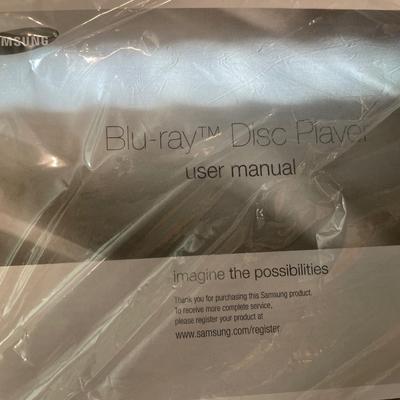 SAMSUNG
Blu-ray™ Disc Player
user manual
imagine the possibilities
Thank you for purchasing this Samsung product.
To receive more complete service,
please register your product at
www.samsung.com/register